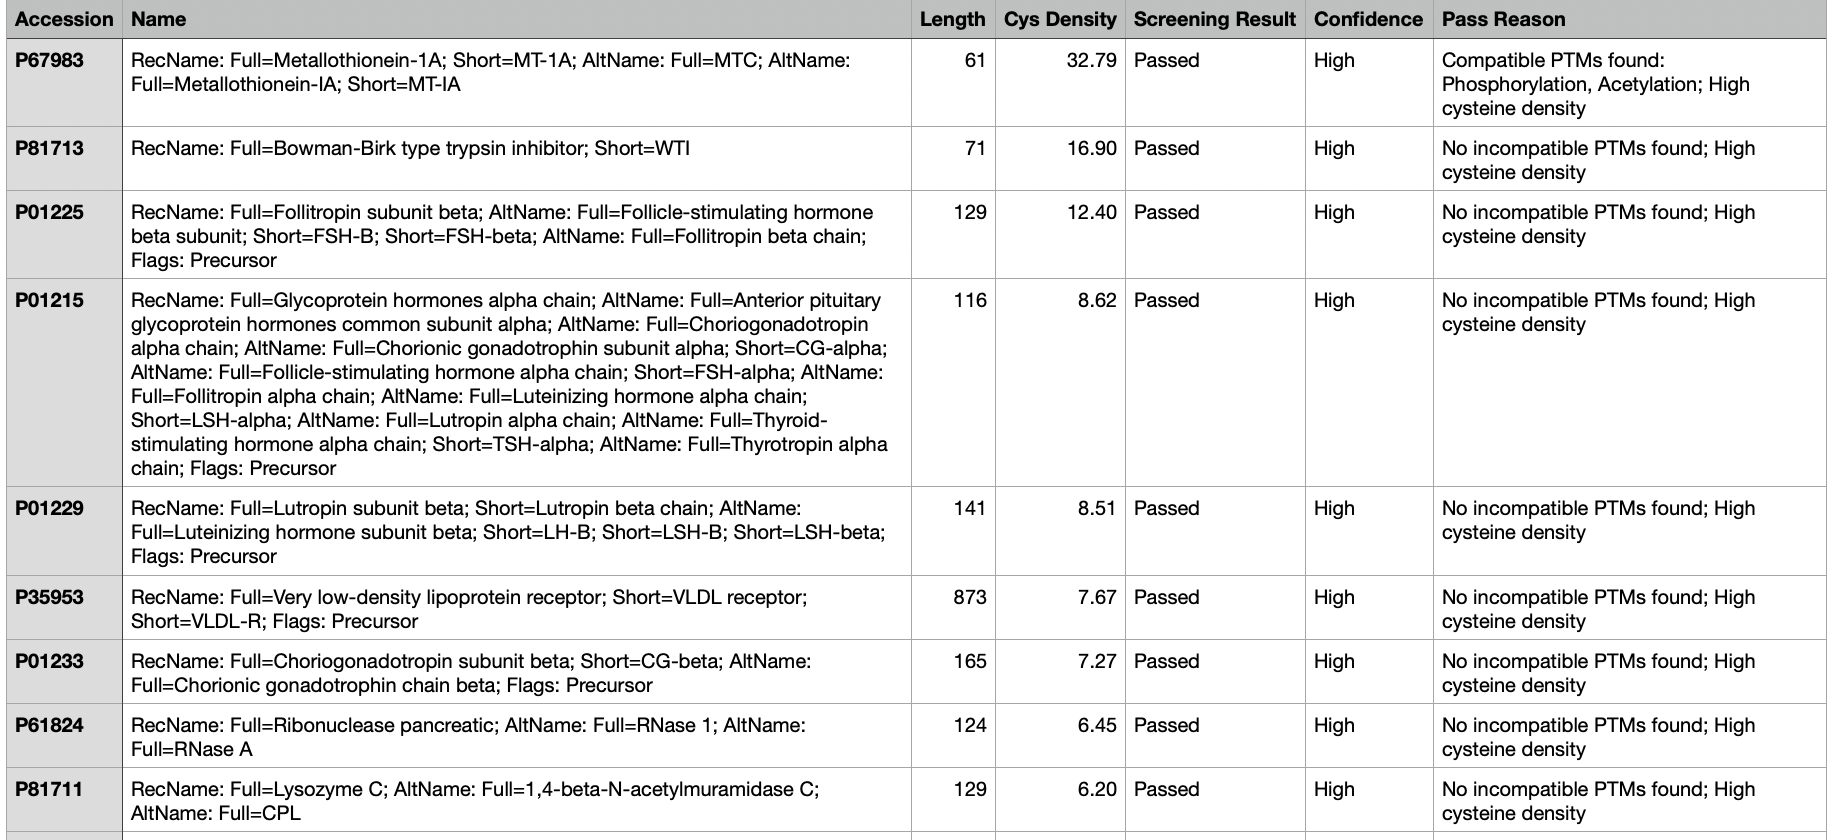 Accession Name Length Cys Density Screening Result Confidence Pass Reason
P67983 RecName: Full=Metallothionein-1A; Short=MT-1A; AltName: Full=MTC; AltName: 61 32.79 Passed High Compatible PTMs found:
Full=Metallothionein-IA; Short=MT-IA Phosphorylation, Acetylation; High
cysteine density
P81713 RecName: Full=Bowman-Birk type trypsin inhibitor; Short=WTI 71 16.90 Passed High No incompatible PTMs found; High
cysteine density
P01225 RecName: Full=Follitropin subunit beta; AltName: Full=Follicle-stimulating hormone 129 12.40 Passed High No incompatible PTMs found; High
beta subunit; Short=FSH-B; Short=FSH-beta; AltName: Full=Follitropin beta chain; cysteine density
Flags: Precursor
P01215 RecName: Full=Glycoprotein hormones alpha chain; AltName: Full=Anterior pituitary 116 8.62 Passed High No incompatible PTMs found; High
glycoprotein hormones common subunit alpha; AltName: Full=Choriogonadotropin cysteine density
alpha chain; AltName: Full=Chorionic gonadotrophin subunit alpha; Short=CG-alpha;
AltName: Full=Follicle-stimulating hormone alpha chain; Short=FSH-alpha; AltName:
Full=Follitropin alpha chain; AltName: Full=Luteinizing hormone alpha chain;
Short=LSH-alpha; AltName: Full=Lutropin alpha chain; AltName: Full=Thyroid-
stimulating hormone alpha chain; Short=TSH-alpha; AltName: Full=Thyrotropin alpha
chain; Flags: Precursor
P01229 RecName: Full=Lutropin subunit beta; Short=Lutropin beta chain; AltName: 141 8.51 Passed High No incompatible PTMs found; High
Full=Luteinizing hormone subunit beta; Short=LH-B; Short=LSH-B; Short=LSH-beta; cysteine density
Flags: Precursor
P35953 RecName: Full=Very low-density lipoprotein receptor; Short=VLDL receptor; 873 7.67 Passed High No incompatible PTMs found; High
Short=VLDL-R; Flags: Precursor cysteine density
P01233 RecName: Full=Choriogonadotropin subunit beta; Short=CG-beta; AltName: 165 7.27 Passed High No incompatible PTMs found; High
Full=Chorionic gonadotrophin chain beta; Flags: Precursor cysteine density
P61824 RecName: Full=Ribonuclease pancreatic; AltName: Full=RNase 1; AltName: 124 6.45 Passed High No incompatible PTMs found; High
Full=RNase A cysteine density
P81711 RecName: Full=Lysozyme C; AltName: Full=1,4-beta-N-acetylmuramidase C; 129 6.20 Passed High No incompatible PTMs found; High
AltName: Full=CPL cysteine density